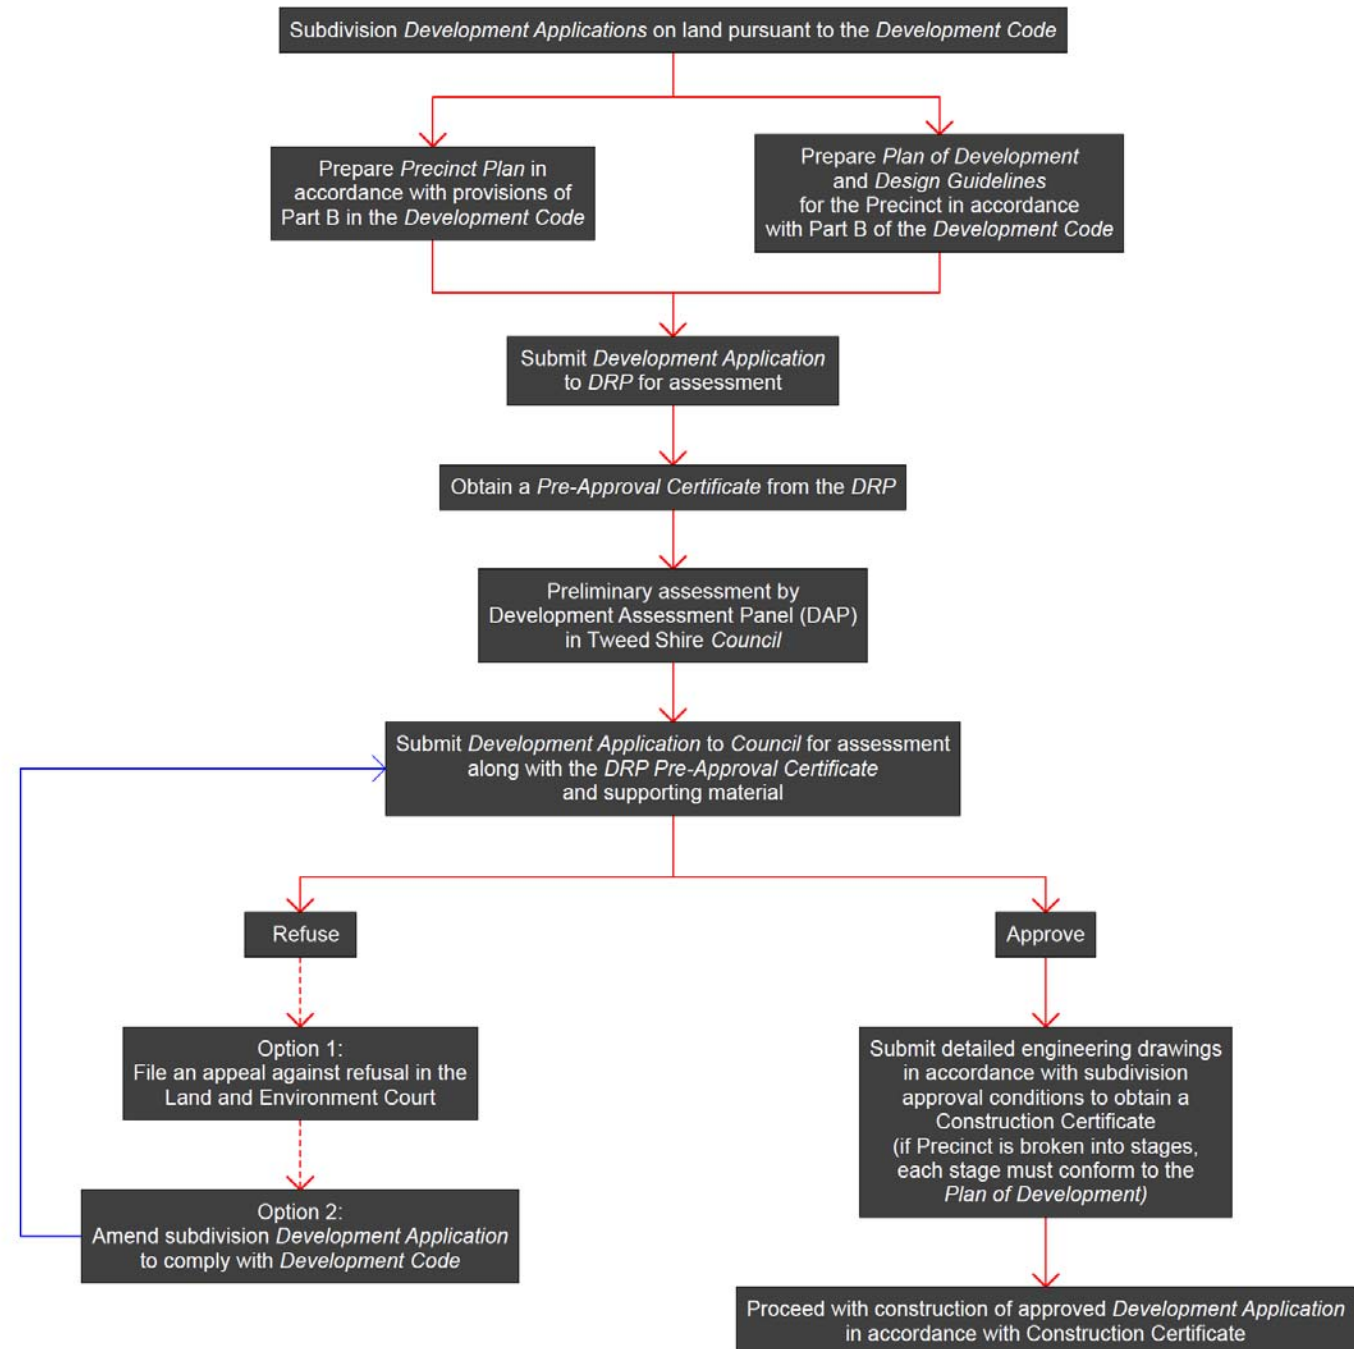 Subdivision Development Applications on land pursuant to the Development Code
Prepare Precinct Plan in
accordance with provisions of
Part B in the Development Code
Prepare Plan of Development
and Design Guidelines
for the Precinct in accordance
with Part B of the Development Code
Submit Development Application
to DRP for assessment
Obtain a Pre-Approval Certificate from the DRP
Preliminary assessment by
Development Assessment Panel (DAP)
in Tweed Shire Council
Submit Development Application to Council for assessment
along with the DRP Pre-Approval Certificate
and supporting material
Refuse
Approve
Option 1:
File an appeal against refusal in the
Land and Environment Court
Option 2:
Amend subdivision Development Application
to comply with Development Code
Submit detailed engineering drawings
in accordance with subdivision
approval conditions to obtain a
Construction Certificate
(if Precinct is broken into stages,
each stage must conform to the
Plan of Development)
Proceed with construction of approved Development Application
in accordance with Construction Certificate